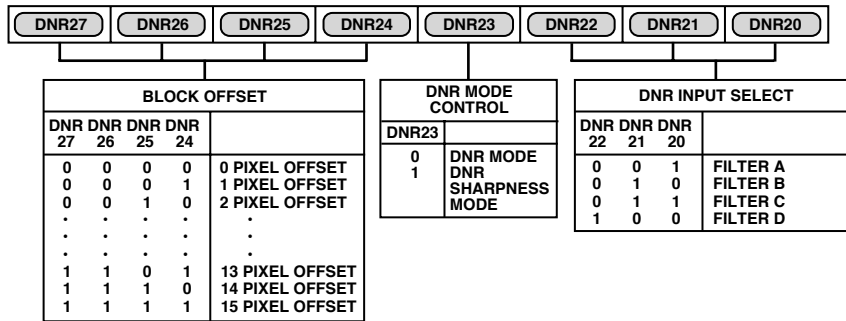 DNR27 DNR26 DNR25 DNR24 DNR23 DNR22 DNR21 DNR20
BLOCK OFFSET
DNR DNR DNR DNR
27 26 25 24
0 0 0 0 0 PIXEL OFFSET
0 0 0 1 1 PIXEL OFFSET
0 0 1 0 2 PIXEL OFFSET
. . . . .
. . . . .
. . . . .
1 1 0 1 13 PIXEL OFFSET
1 1 1 0 14 PIXEL OFFSET
1 1 1 1 15 PIXEL OFFSET
DNR MODE
CONTROL
DNR23
0 DNR MODE
1 DNR
SHARPNESS
MODE
DNR INPUT SELECT
DNR DNR DNR
22 21 20
0 0 1 FILTER A
0 1 0 FILTER B
0 1 1 FILTER C
1 0 0 FILTER D